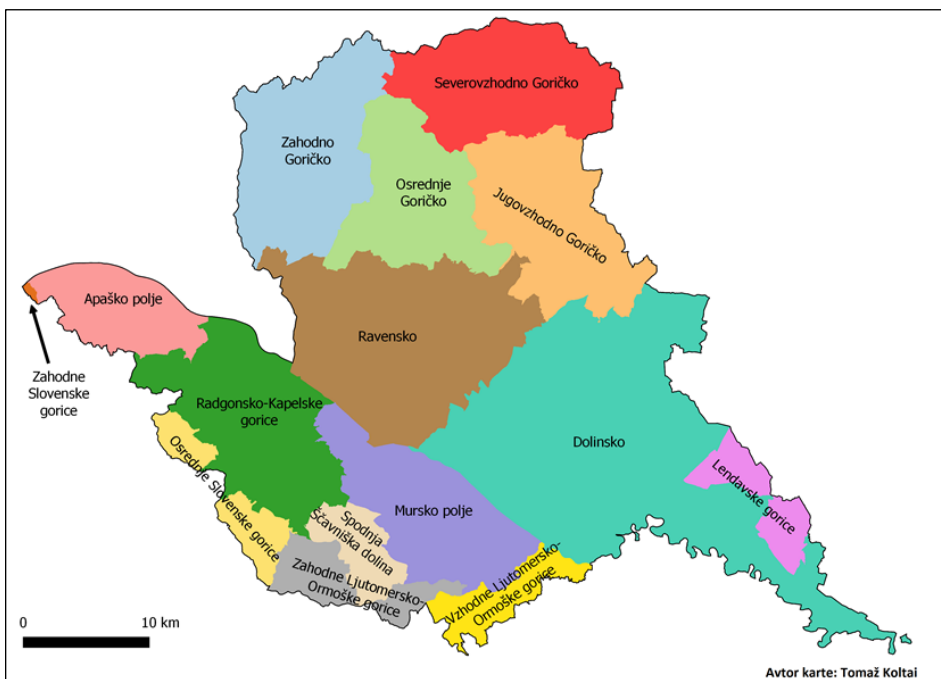 Severovzhodno Goričko
Zahodno
Goričko
Osrednje
Goričko
Jugovzhodno Goričko
Apaško polje
Ravensko
Zahodne
Slovenske
gorice
Radgonsko-Kapelske
gorice
Dolinsko
Osrednje Slovenske gorice
Lendavske gorice
Spodnja
Ščavniška dolina
Mursko polje
Zahodne Ljutomersko-
Ormoške gorice
Vzhodne Ljutomersko-
Ormoške gorice
0 10 km
Avtor karte: Tomaž Koltai